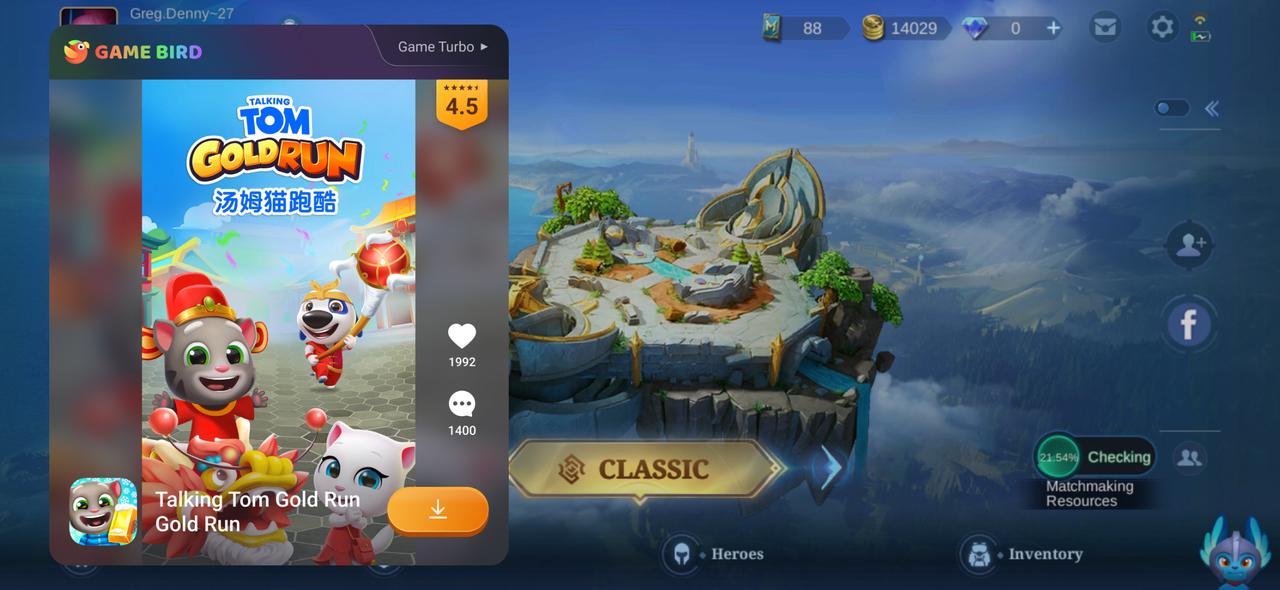 Greg.Denny~27
88
14029
0
GAME BIRD
Game Turbo
4.5
TALKING
TOM
GOLD RUN
汤姆猫跑酷
1992
1400
Talking Tom Gold Run
Gold Run
CLASSIC
21.54%
Checking
Matchmaking
Resources
Heroes
Inventory